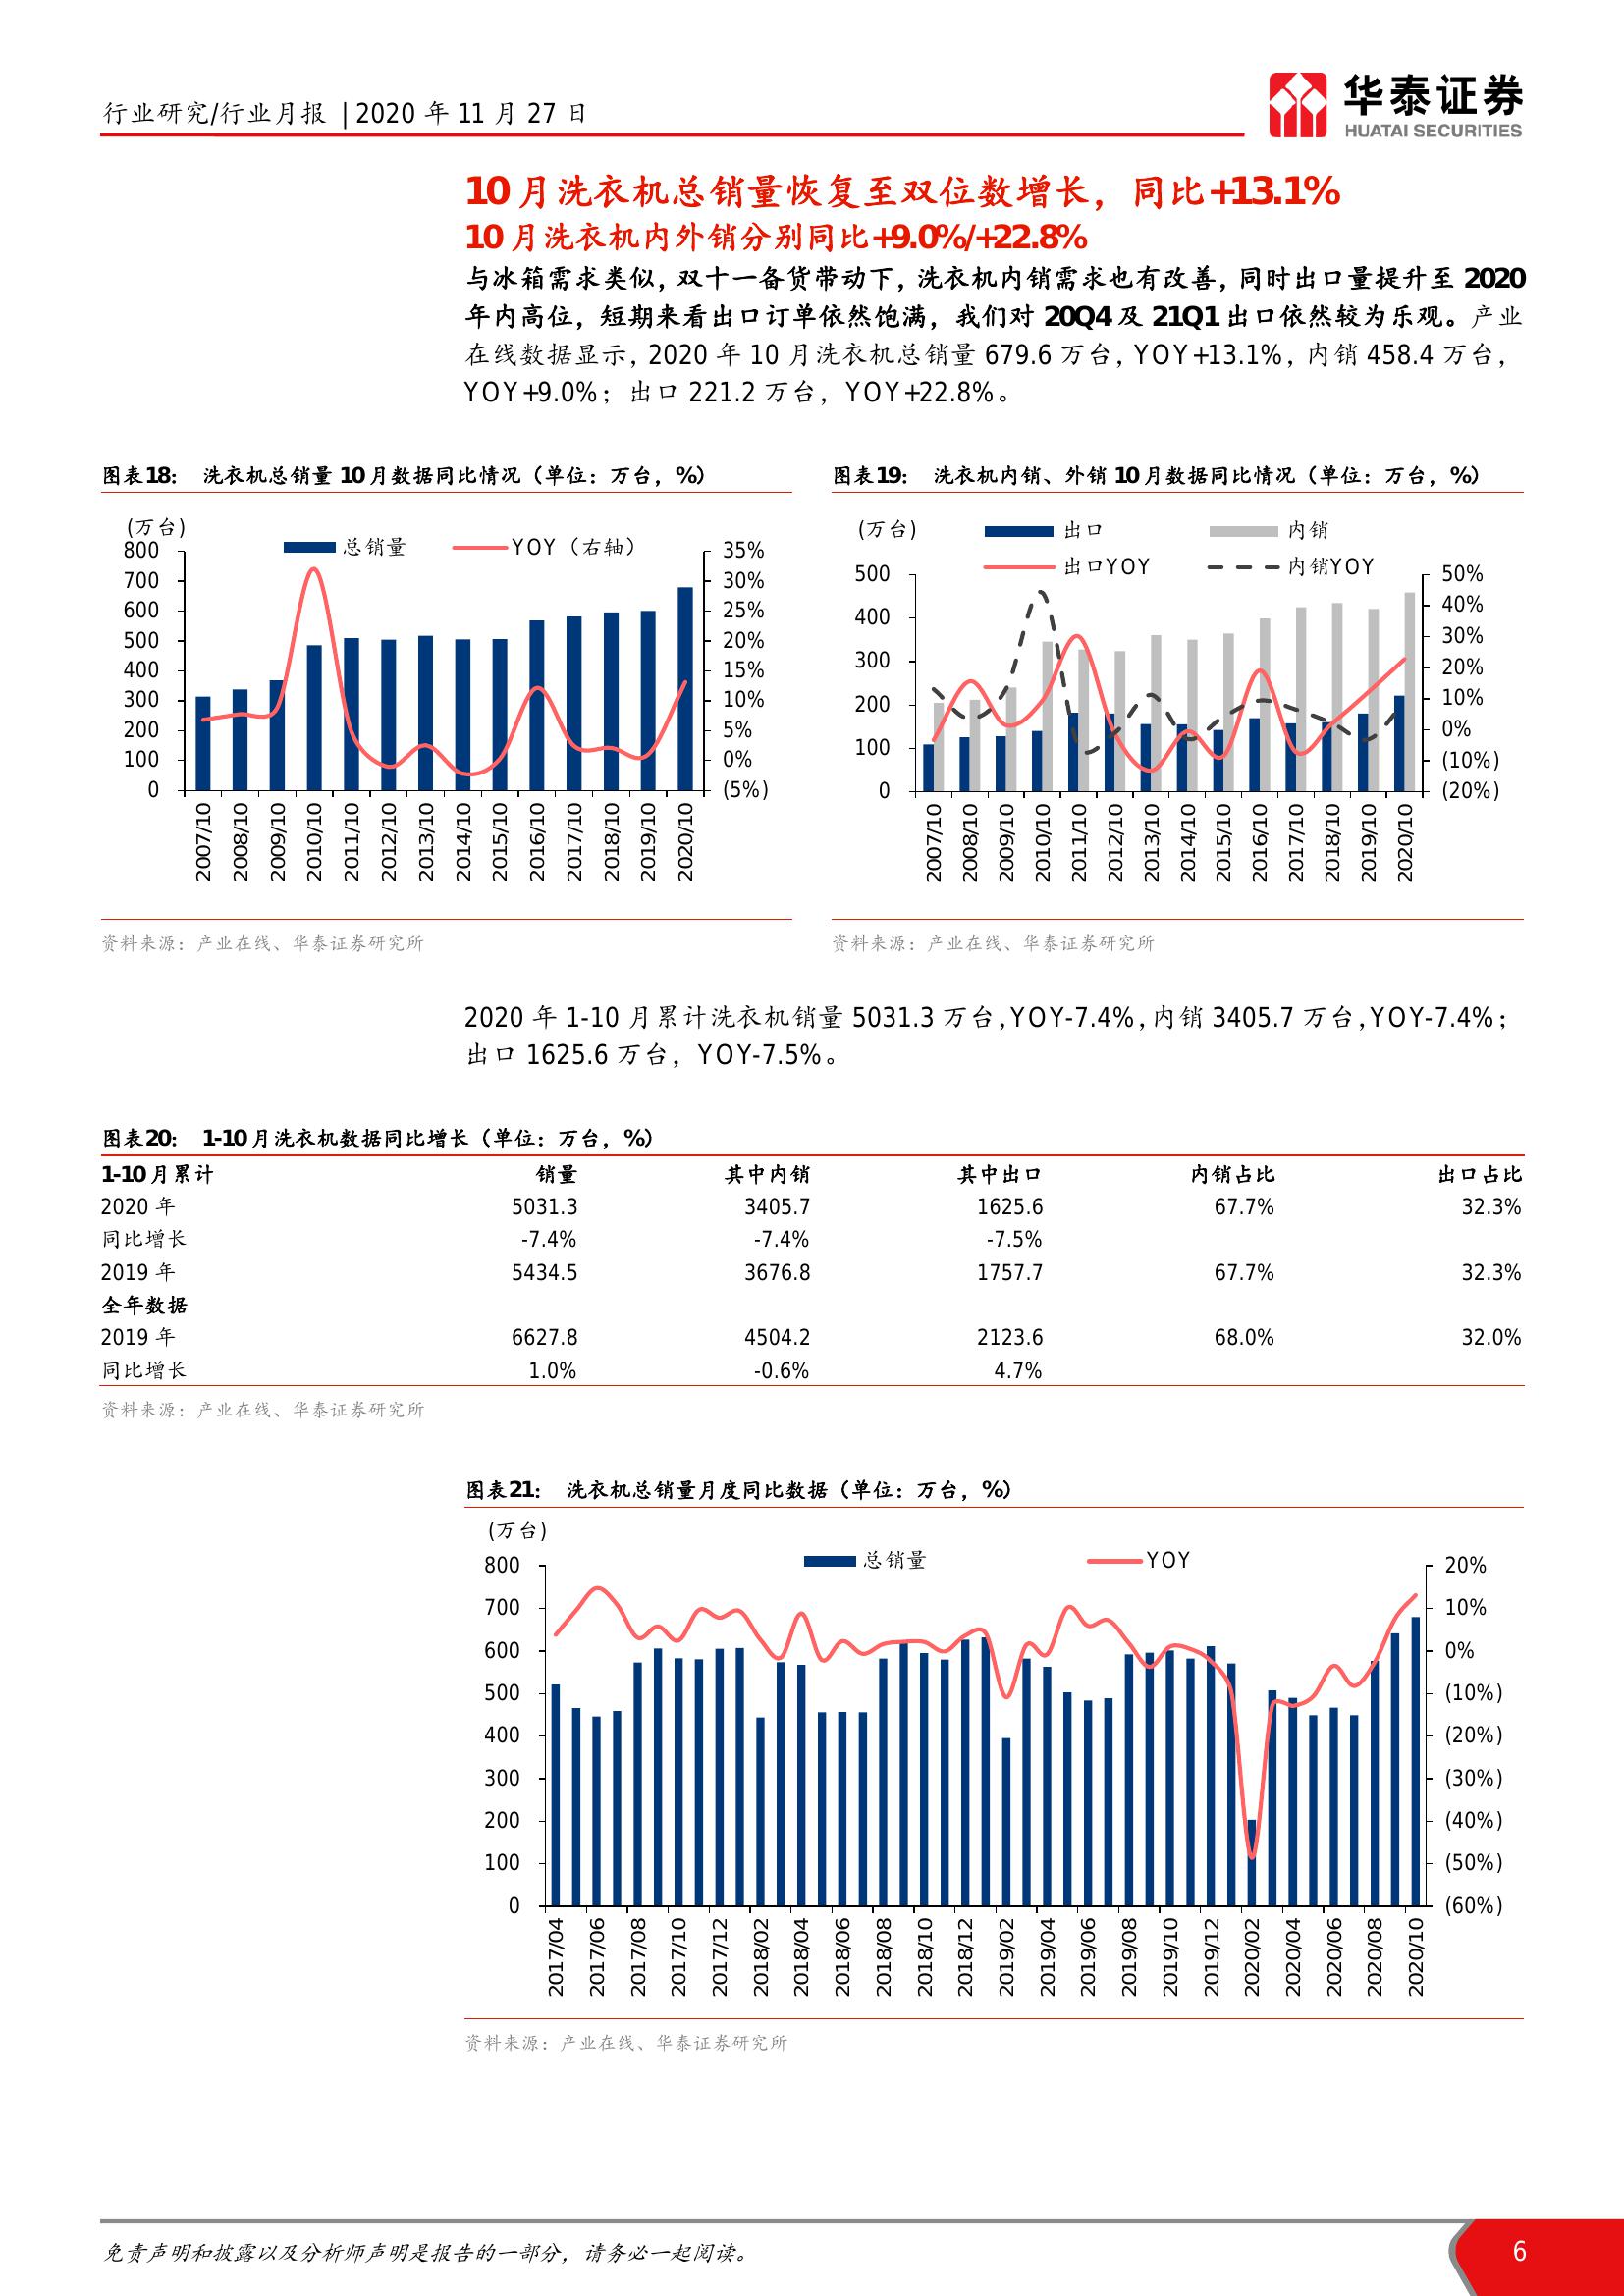 行业研究/行业月报 | 2020 年 11 月 27 日
华泰证券
HUATAI SECURITIES
10 月洗衣机总销量恢复至双位数增长，同比+13.1%
10 月洗衣机内外销分别同比+9.0%/+22.8%
与冰箱需求类似，双十一备货带动下，洗衣机内销需求也有改善，同时出口量提升至 2020
年内高位，短期来看出口订单依然饱满，我们对 20Q4 及 21Q1 出口依然较为乐观。产业
在线数据显示，2020 年 10 月洗衣机总销量 679.6 万台，YOY+13.1%，内销 458.4 万台，
YOY+9.0%；出口 221.2 万台，YOY+22.8%。
图表18： 洗衣机总销量 10 月数据同比情况（单位：万台，%）
(万台)
总销量 YOY（右轴）
800
700
600
500
400
300
200
100
0
35%
30%
25%
20%
15%
10%
5%
0%
(5%)
2007/10
2008/10
2009/10
2010/10
2011/10
2012/10
2013/10
2014/10
2015/10
2016/10
2017/10
2018/10
2019/10
2020/10
资料来源：产业在线、华泰证券研究所
图表19： 洗衣机内销、外销 10 月数据同比情况（单位：万台，%）
(万台)
出口 内销
出口YOY 内销YOY
500
400
300
200
100
0
50%
40%
30%
20%
10%
0%
(10%)
(20%)
2007/10
2008/10
2009/10
2010/10
2011/10
2012/10
2013/10
2014/10
2015/10
2016/10
2017/10
2018/10
2019/10
2020/10
资料来源：产业在线、华泰证券研究所
2020 年 1-10 月累计洗衣机销量 5031.3 万台，YOY-7.4%，内销 3405.7 万台，YOY-7.4%；
出口 1625.6 万台，YOY-7.5%。
图表20： 1-10 月洗衣机数据同比增长（单位：万台，%）
1-10 月累计 销量 其中内销 其中出口 内销占比 出口占比
2020 年 5031.3 3405.7 1625.6 67.7% 32.3%
同比增长 -7.4% -7.4% -7.5%
2019 年 5434.5 3676.8 1757.7 67.7% 32.3%
全年数据
2019 年 6627.8 4504.2 2123.6 68.0% 32.0%
同比增长 1.0% -0.6% 4.7%
资料来源：产业在线、华泰证券研究所
图表21： 洗衣机总销量月度同比数据（单位：万台，%）
(万台)
总销量 YOY
800
700
600
500
400
300
200
100
0
20%
10%
0%
(10%)
(20%)
(30%)
(40%)
(50%)
(60%)
2017/04
2017/06
2017/08
2017/10
2017/12
2018/02
2018/04
2018/06
2018/08
2018/10
2018/12
2019/02
2019/04
2019/06
2019/08
2019/10
2019/12
2020/02
2020/04
2020/06
2020/08
2020/10
资料来源：产业在线、华泰证券研究所
免责声明和披露以及分析师声明是报告的一部分，请务必一起阅读。
6